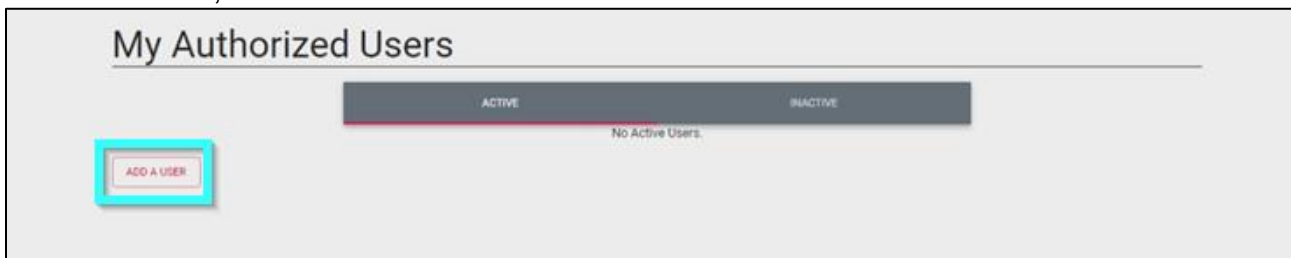 My Authorized Users
ACTIVE INACTIVE
No Active Users.
ADD A USER